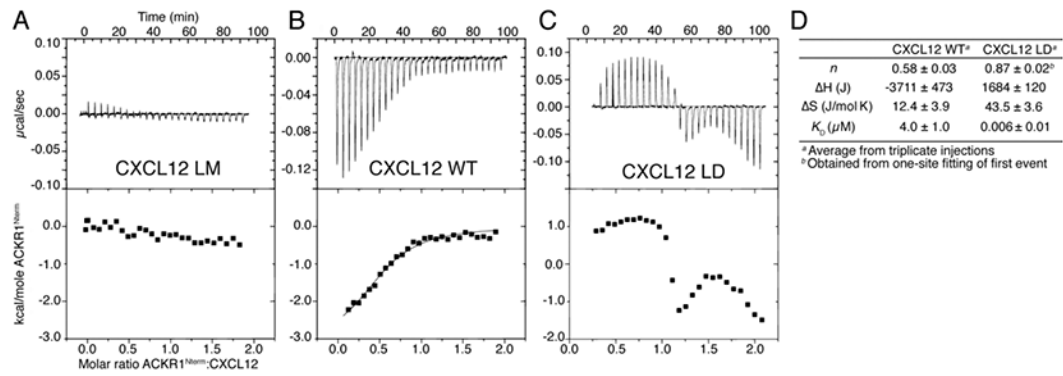 A
B
C
D
Time (min)
0 20 40 60 80 100
0 20 40 60 80 100
0 20 40 60 80 100
µcal/sec
0.10
0.05
0.00
-0.05
-0.10
CXCL12 LM
0.00
-0.04
-0.08
-0.12
CXCL12 WT
0.10
0.05
0.00
-0.05
-0.10
CXCL12 LD
kcal/mole ACKR1Nterm
0.0
-1.0
-2.0
-3.0
0.0
-1.0
-2.0
-3.0
1.0
0.0
-1.0
-2.0
0.0 0.5 1.0 1.5 2.0
0.0 0.5 1.0 1.5 2.0
0.0 0.5 1.0 1.5 2.0
Molar ratio ACKR1Nterm:CXCL12
CXCL12 WTa CXCL12 LDa
n 0.58 ± 0.03 0.87 ± 0.02b
ΔH (J) -3711 ± 473 1684 ± 120
ΔS (J/mol K) 12.4 ± 3.9 43.5 ± 3.6
KD (µM) 4.0 ± 1.0 0.006 ± 0.01
a Average from triplicate injections
b Obtained from one-site fitting of first event